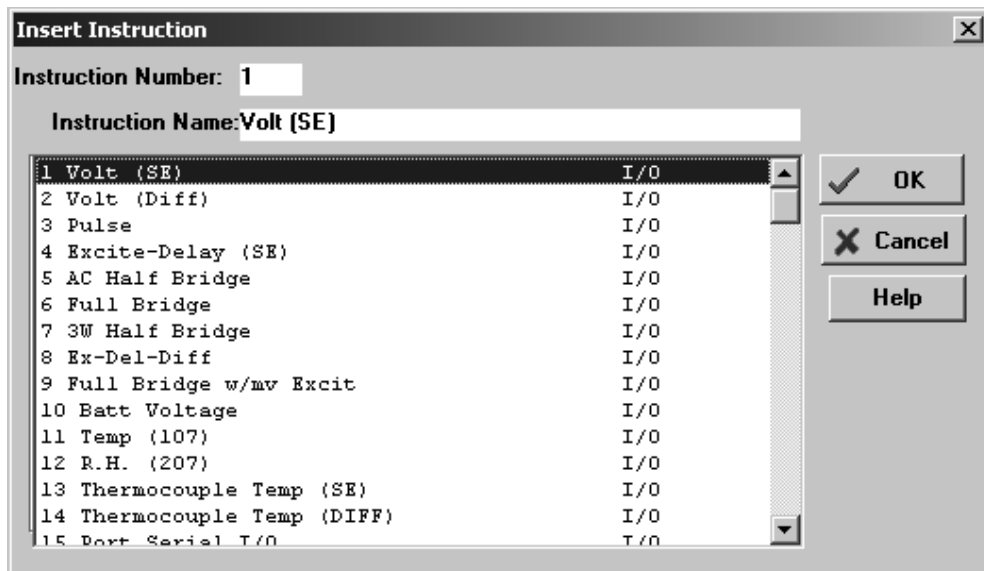 Insert Instruction
Instruction Number: 1
Instruction Name: Volt (SE)
1 Volt (SE) I/O
2 Volt (Diff) I/O
3 Pulse I/O
4 Excite-Delay (SE) I/O
5 AC Half Bridge I/O
6 Full Bridge I/O
7 3W Half Bridge I/O
8 Ex-Del-Diff I/O
9 Full Bridge w/mv Excit I/O
10 Batt Voltage I/O
11 Temp (107) I/O
12 R.H. (207) I/O
13 Thermocouple Temp (SE) I/O
14 Thermocouple Temp (DIFF) I/O
15 Port Serial I/O I/O
OK
Cancel
Help